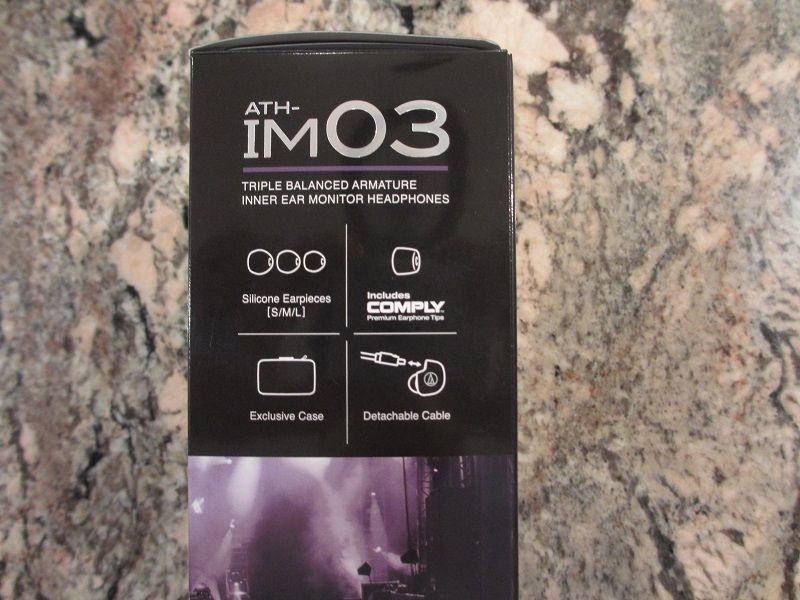 ATH-
IM03
TRIPLE BALANCED ARMATURE
INNER EAR MONITOR HEADPHONES
Silicone Earpieces
[S/M/L]
Includes
COMPLY™
Premium Earphone Tips
Exclusive Case
Detachable Cable